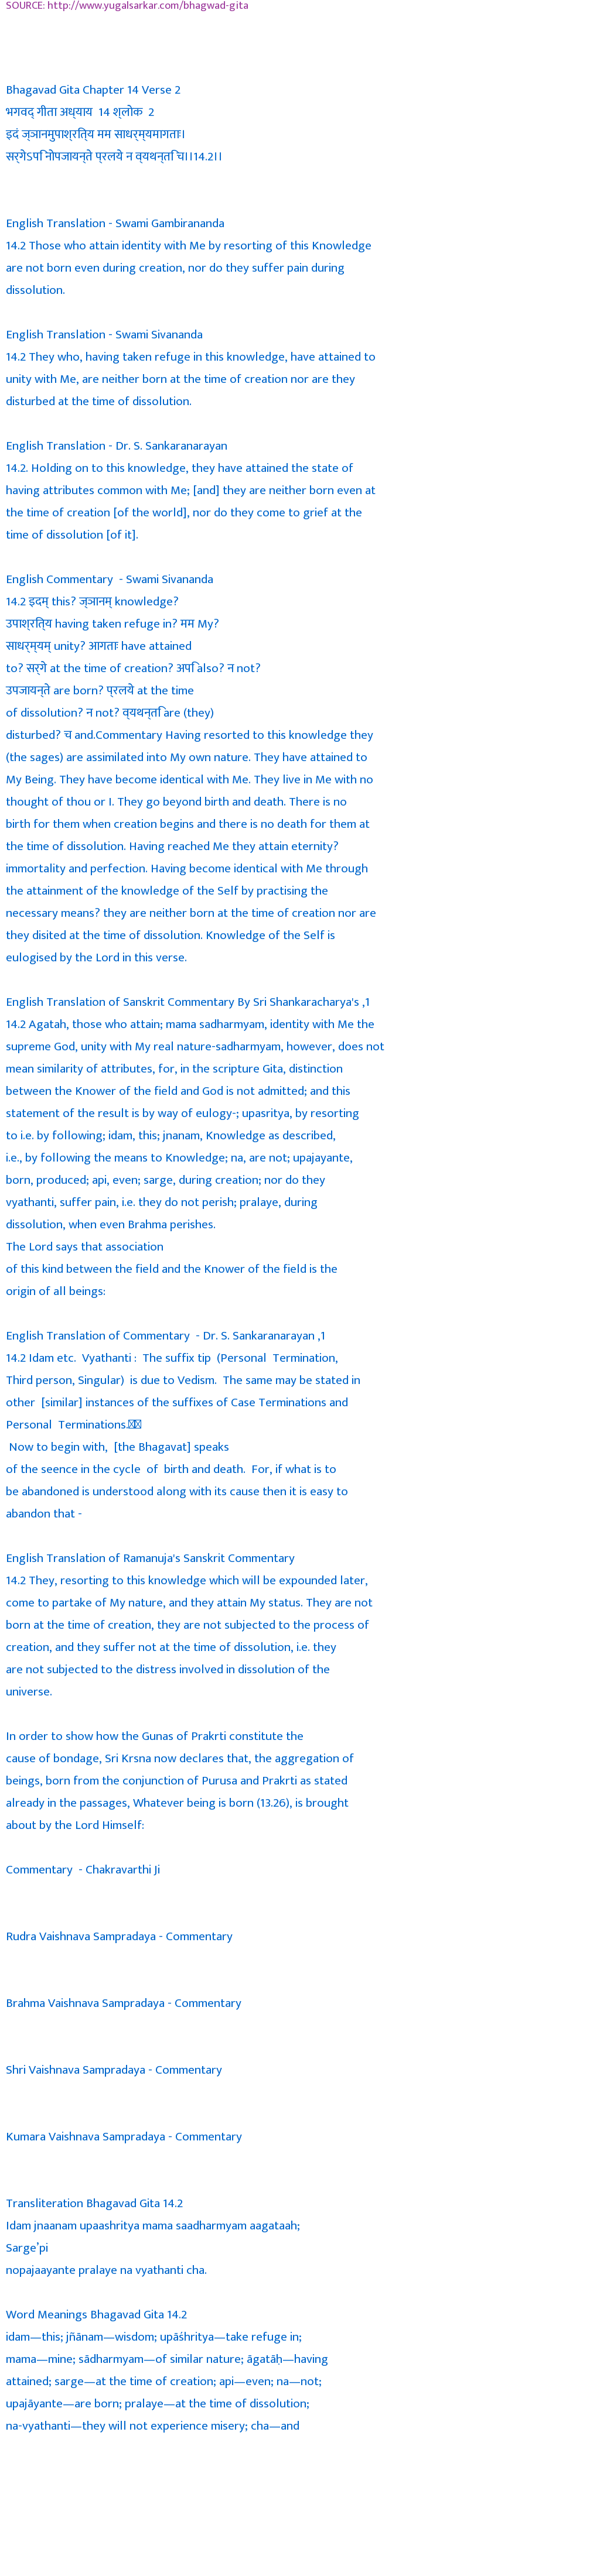 SOURCE: http://www.yugalsarkar.com/bhagwad-gita
Bhagavad Gita Chapter 14 Verse 2
भगवद् गीता अध्याय 14 श्लोक 2
इदं ज्ञानमुपाश्रित्य मम साधर्म्यमागताः।
सर्गेऽपि नोपजायन्ते प्रलये न व्यथन्ति च।।14.2।।
English Translation - Swami Gambirananda
14.2 Those who attain identity with Me by resorting of this Knowledge
are not born even during creation, nor do they suffer pain during
dissolution.
English Translation - Swami Sivananda
14.2 They who, having taken refuge in this knowledge, have attained to
unity with Me, are neither born at the time of creation nor are they
disturbed at the time of dissolution.
English Translation - Dr. S. Sankaranarayan
14.2. Holding on to this knowledge, they have attained the state of
having attributes common with Me; [and] they are neither born even at
the time of creation [of the world], nor do they come to grief at the
time of dissolution [of it].
English Commentary - Swami Sivananda
14.2 इदम् this? ज्ञानम् knowledge?
उपाश्रित्य having taken refuge in? मम My?
साधर्म्यम् unity? आगताः have attained
to? सर्गे at the time of creation? अपि also? न not?
उपजायन्ते are born? प्रलये at the time
of dissolution? न not? व्यथन्ति are (they)
disturbed? च and.Commentary Having resorted to this knowledge they
(the sages) are assimilated into My own nature. They have attained to
My Being. They have become identical with Me. They live in Me with no
thought of thou or I. They go beyond birth and death. There is no
birth for them when creation begins and there is no death for them at
the time of dissolution. Having reached Me they attain eternity?
immortality and perfection. Having become identical with Me through
the attainment of the knowledge of the Self by practising the
necessary means? they are neither born at the time of creation nor are
they disited at the time of dissolution. Knowledge of the Self is
eulogised by the Lord in this verse.
English Translation of Sanskrit Commentary By Sri Shankaracharya's ,1
14.2 Agatah, those who attain; mama sadharmyam, identity with Me the
supreme God, unity with My real nature-sadharmyam, however, does not
mean similarity of attributes, for, in the scripture Gita, distinction
between the Knower of the field and God is not admitted; and this
statement of the result is by way of eulogy-; upasritya, by resorting
to i.e. by following; idam, this; jnanam, Knowledge as described,
i.e., by following the means to Knowledge; na, are not; upajayante,
born, produced; api, even; sarge, during creation; nor do they
vyathanti, suffer pain, i.e. they do not perish; pralaye, during
dissolution, when even Brahma perishes.
The Lord says that association
of this kind between the field and the Knower of the field is the
origin of all beings:
English Translation of Commentary - Dr. S. Sankaranarayan ,1
14.2 Idam etc. Vyathanti : The suffix tip (Personal Termination,
Third person, Singular) is due to Vedism. The same may be stated in
other [similar] instances of the suffixes of Case Terminations and
Personal Terminations.
Now to begin with, [the Bhagavat] speaks
of the seence in the cycle of birth and death. For, if what is to
be abandoned is understood along with its cause then it is easy to
abandon that -
English Translation of Ramanuja's Sanskrit Commentary
14.2 They, resorting to this knowledge which will be expounded later,
come to partake of My nature, and they attain My status. They are not
born at the time of creation, they are not subjected to the process of
creation, and they suffer not at the time of dissolution, i.e. they
are not subjected to the distress involved in dissolution of the
universe.
In order to show how the Gunas of Prakrti constitute the
cause of bondage, Sri Krsna now declares that, the aggregation of
beings, born from the conjunction of Purusa and Prakrti as stated
already in the passages, Whatever being is born (13.26), is brought
about by the Lord Himself:
Commentary - Chakravarthi Ji
Rudra Vaishnava Sampradaya - Commentary
Brahma Vaishnava Sampradaya - Commentary
Shri Vaishnava Sampradaya - Commentary
Kumara Vaishnava Sampradaya - Commentary
Transliteration Bhagavad Gita 14.2
Idam jnaanam upaashritya mama saadharmyam aagataah;
Sarge’pi
nopajaayante pralaye na vyathanti cha.
Word Meanings Bhagavad Gita 14.2
idam—this; jñānam—wisdom; upāśhritya—take refuge in;
mama—mine; sādharmyam—of similar nature; āgatāḥ—having
attained; sarge—at the time of creation; api—even; na—not;
upajāyante—are born; pralaye—at the time of dissolution;
na-vyathanti—they will not experience misery; cha—and